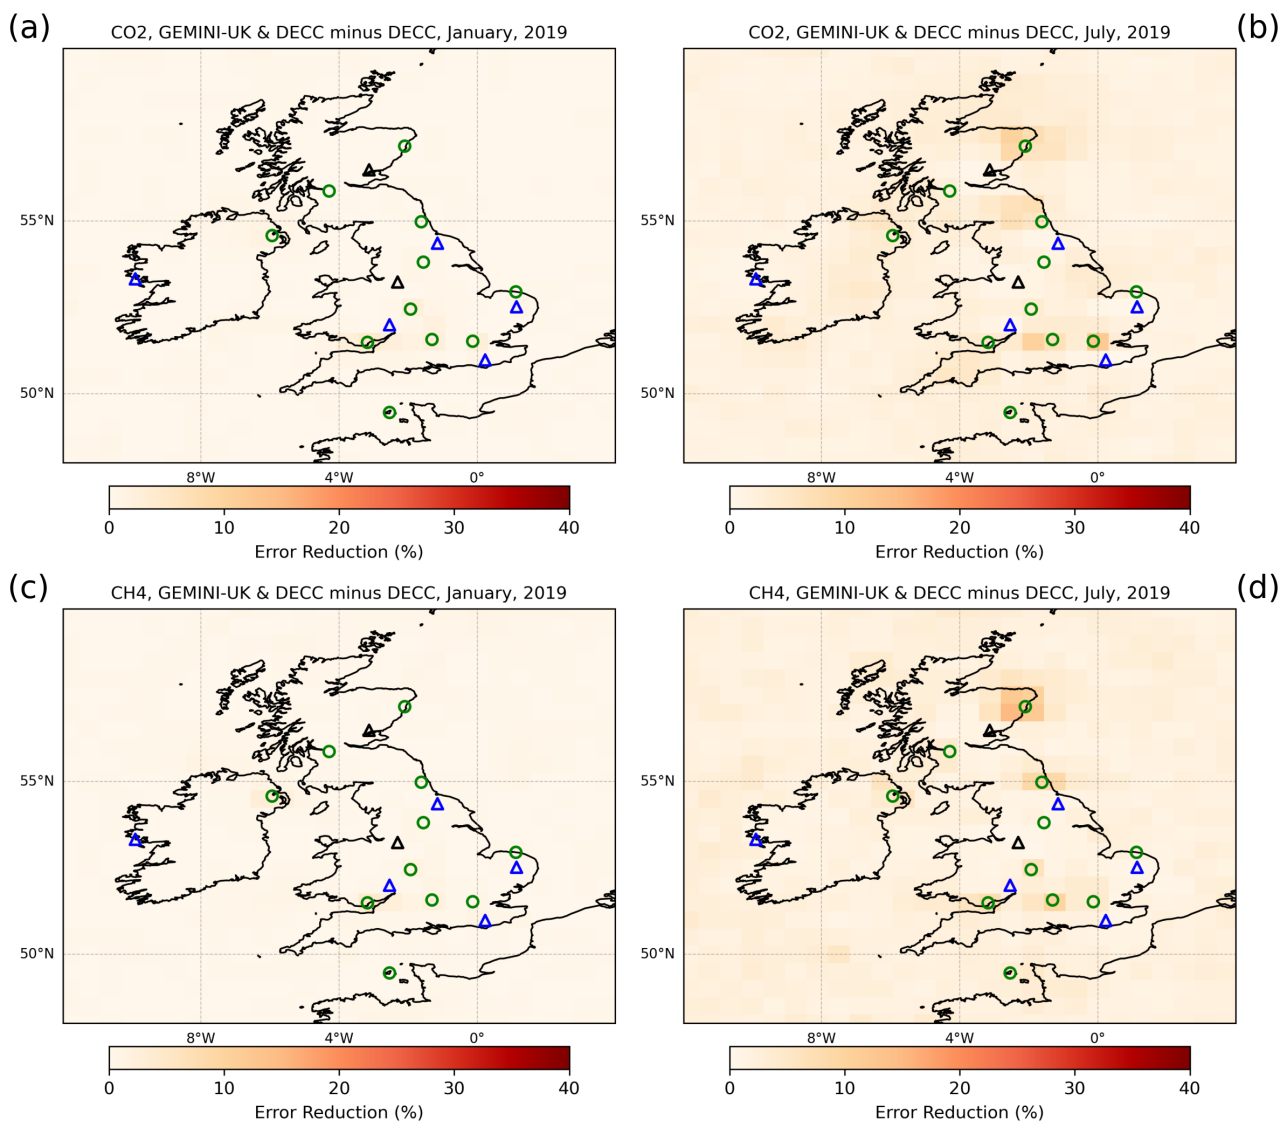 (a)
CO2, GEMINI-UK & DECC minus DECC, January, 2019
55°N
50°N
8°W 4°W 0°
0 10 20 30 40
Error Reduction (%)
(b)
CO2, GEMINI-UK & DECC minus DECC, July, 2019
55°N
50°N
8°W 4°W 0°
0 10 20 30 40
Error Reduction (%)
(c)
CH4, GEMINI-UK & DECC minus DECC, January, 2019
55°N
50°N
8°W 4°W 0°
0 10 20 30 40
Error Reduction (%)
(d)
CH4, GEMINI-UK & DECC minus DECC, July, 2019
55°N
50°N
8°W 4°W 0°
0 10 20 30 40
Error Reduction (%)